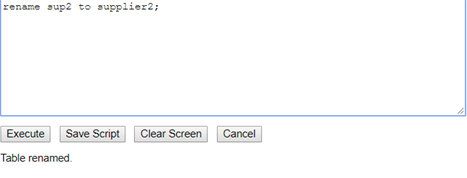 rename sup2 to supplier2;
Execute Save Script Clear Screen Cancel
Table renamed.